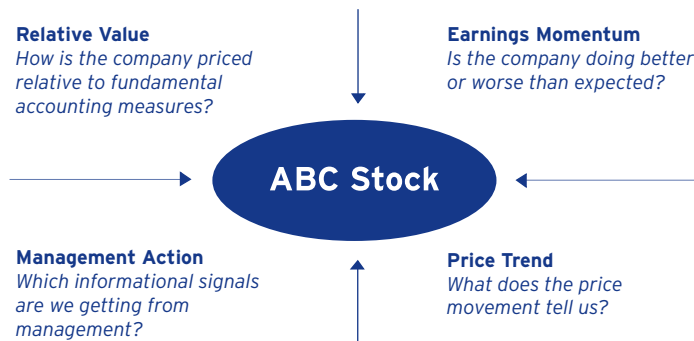 Relative Value
How is the company priced
relative to fundamental
accounting measures?
Earnings Momentum
Is the company doing better
or worse than expected?
ABC Stock
Management Action
Which informational signals
are we getting from
management?
Price Trend
What does the price
movement tell us?